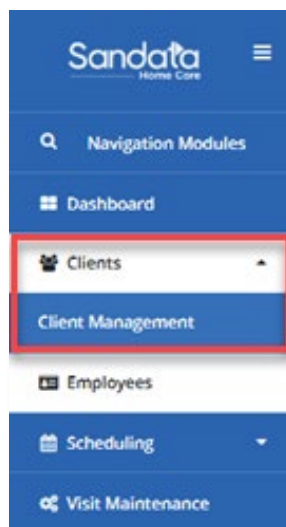 Sandata
Home Care
Navigation Modules
Dashboard
Clients
Client Management
Employees
Scheduling
Visit Maintenance